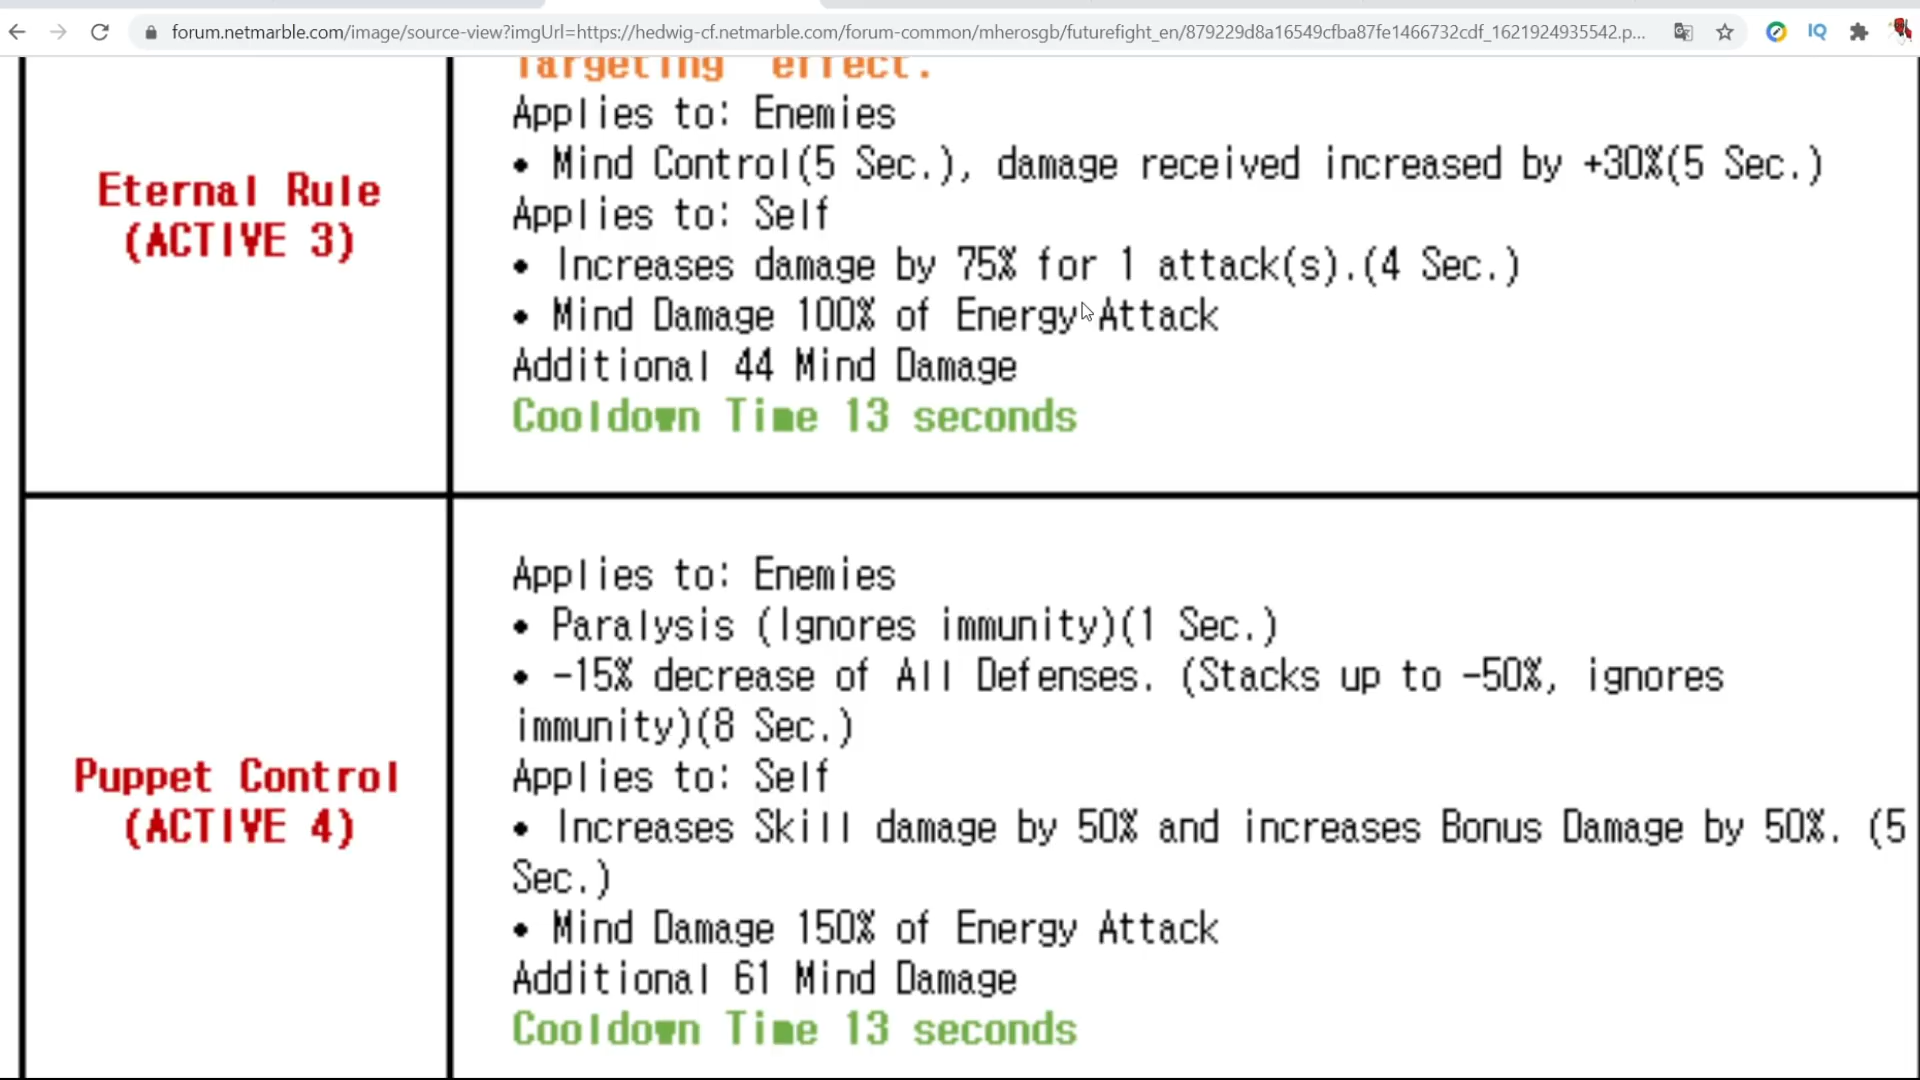 forum.netmarble.com/image/source-view?imgUrl=https://hedwig-cf.netmarble.com/forum-common/mherosgb/futurefight_en/879229d8a16549cfba87fe1466732cdf_1621924935542.p...
IQ
Targeting effect.
Applies to: Enemies
• Mind Control(5 Sec.), damage received increased by +30%(5 Sec.)
Eternal Rule
(ACTIVE 3)
Applies to: Self
• Increases damage by 75% for 1 attack(s).(4 Sec.)
• Mind Damage 100% of Energy Attack
Additional 44 Mind Damage
Cooldown Time 13 seconds
Applies to: Enemies
• Paralysis (Ignores immunity)(1 Sec.)
• -15% decrease of All Defenses. (Stacks up to -50%, ignores
immunity)(8 Sec.)
Puppet Control
(ACTIVE 4)
Applies to: Self
• Increases Skill damage by 50% and increases Bonus Damage by 50%. (5
Sec.)
• Mind Damage 150% of Energy Attack
Additional 61 Mind Damage
Cooldown Time 13 seconds